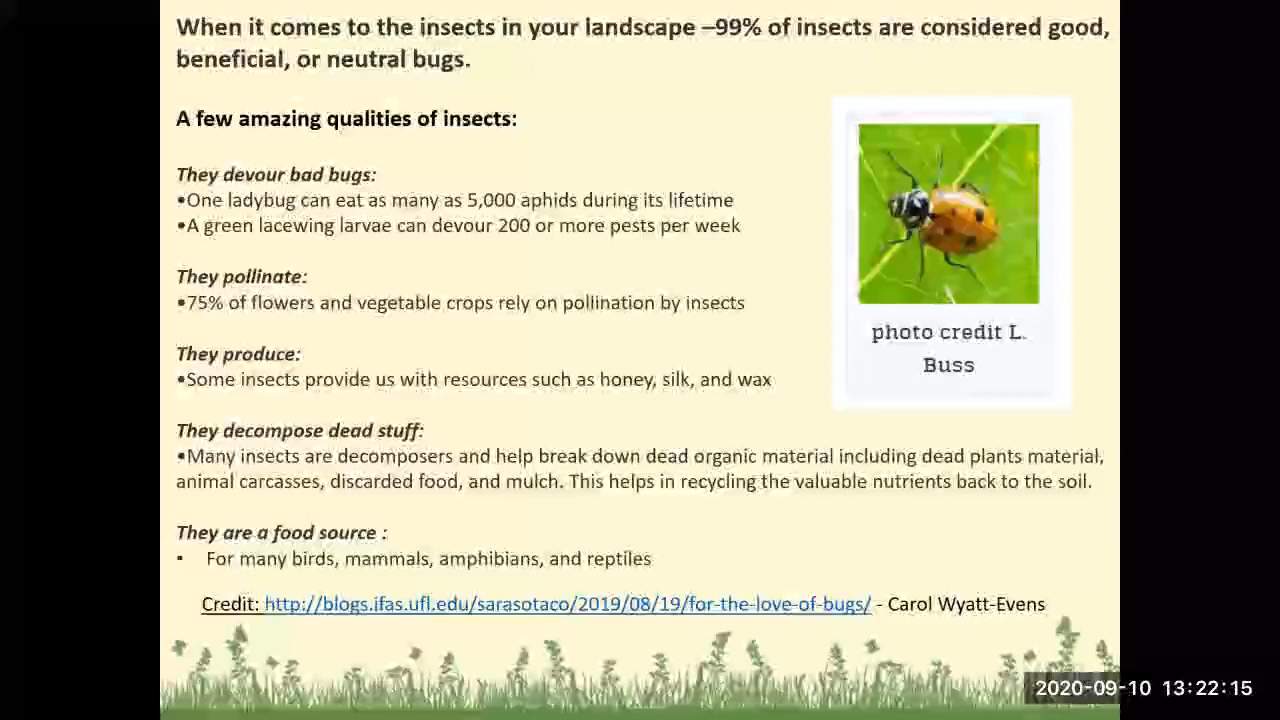 When it comes to the insects in your landscape –99% of insects are considered good,
beneficial, or neutral bugs.
A few amazing qualities of insects:
They devour bad bugs:
•One ladybug can eat as many as 5,000 aphids during its lifetime
•A green lacewing larvae can devour 200 or more pests per week
They pollinate:
•75% of flowers and vegetable crops rely on pollination by insects
They produce:
•Some insects provide us with resources such as honey, silk, and wax
They decompose dead stuff:
•Many insects are decomposers and help break down dead organic material including dead plants material,
animal carcasses, discarded food, and mulch. This helps in recycling the valuable nutrients back to the soil.
They are a food source :
▪ For many birds, mammals, amphibians, and reptiles
Credit: http://blogs.ifas.ufl.edu/sarasotaco/2019/08/19/for-the-love-of-bugs/ - Carol Wyatt-Evens
photo credit L.
Buss
2020-09-10 13:22:15